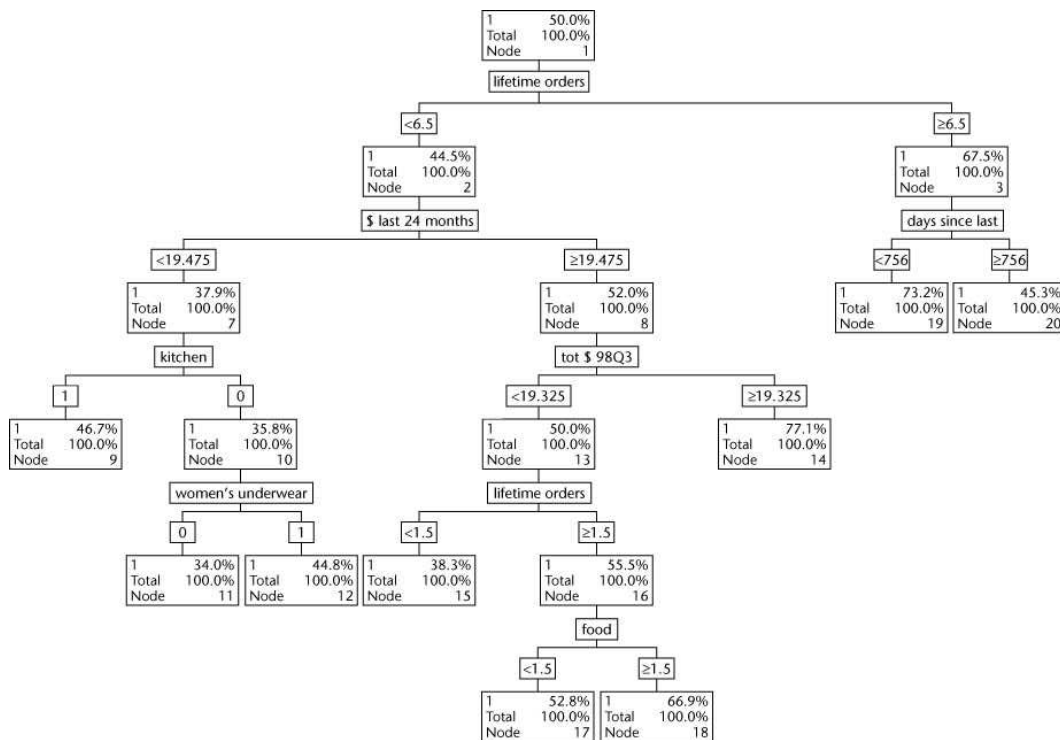 1 50.0%
Total 100.0%
Node 1
lifetime orders
<6.5
≥6.5
1 44.5%
Total 100.0%
Node 2
1 67.5%
Total 100.0%
Node 3
$ last 24 months
days since last
<19.475
≥19.475
<756
≥756
1 37.9%
Total 100.0%
Node 7
1 52.0%
Total 100.0%
Node 8
1 73.2%
Total 100.0%
Node 19
1 45.3%
Total 100.0%
Node 20
kitchen
tot $ 98Q3
1
0
<19.325
≥19.325
1 46.7%
Total 100.0%
Node 9
1 35.8%
Total 100.0%
Node 10
1 50.0%
Total 100.0%
Node 13
1 77.1%
Total 100.0%
Node 14
women's underwear
lifetime orders
0
1
<1.5
≥1.5
1 34.0%
Total 100.0%
Node 11
1 44.8%
Total 100.0%
Node 12
1 38.3%
Total 100.0%
Node 15
1 55.5%
Total 100.0%
Node 16
food
<1.5
≥1.5
1 52.8%
Total 100.0%
Node 17
1 66.9%
Total 100.0%
Node 18